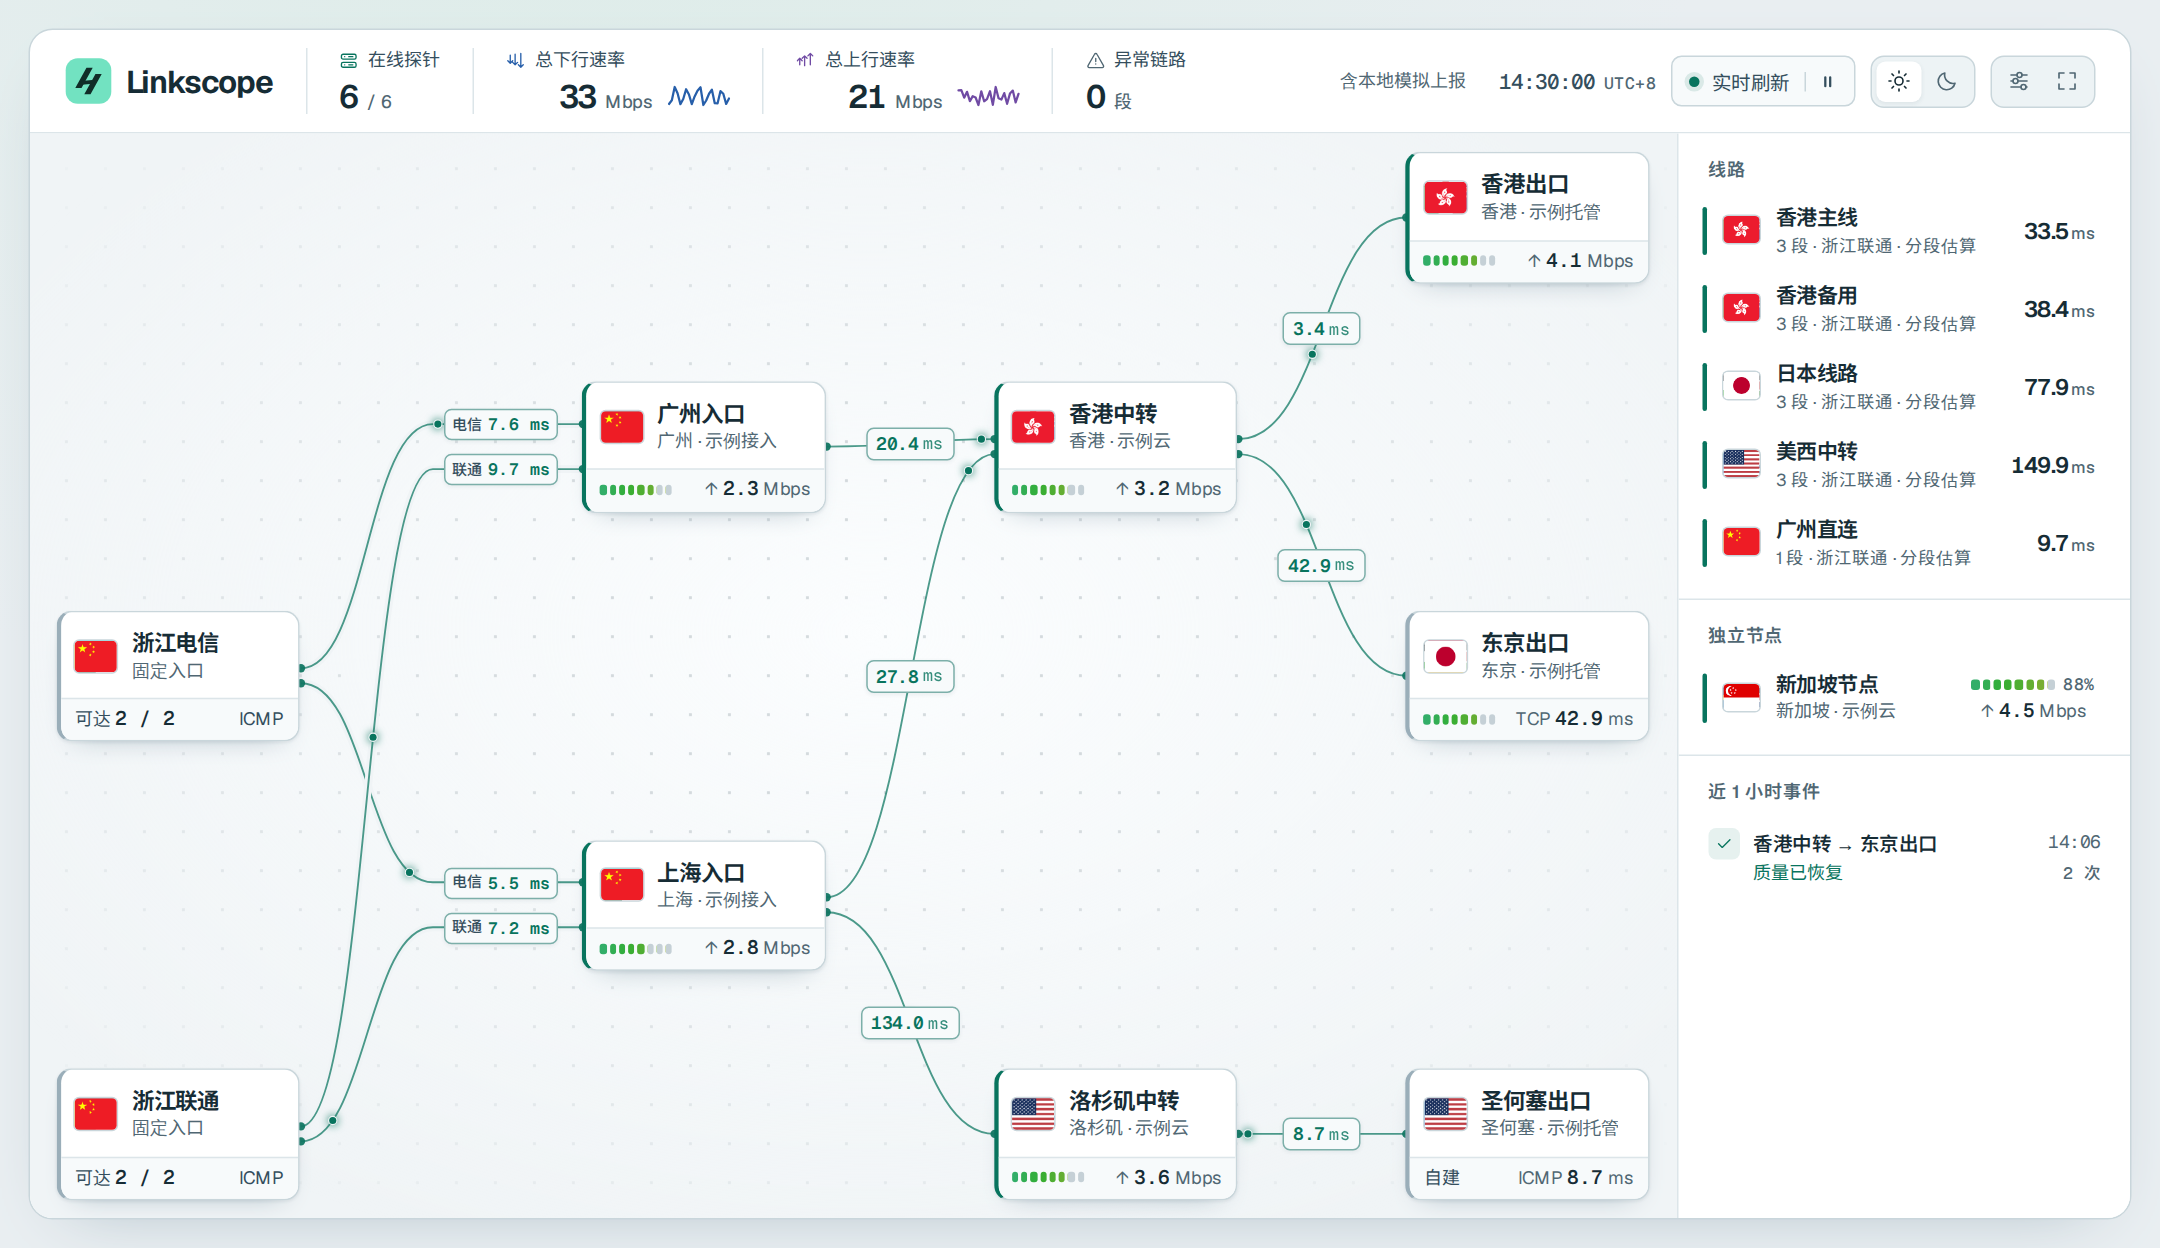 Linkscope
在线探针
6 / 6
总下行速率
33 Mbps
总上行速率
21 Mbps
异常链路
0 段
含本地模拟上报
14:30:00 UTC+8
实时刷新
香港出口
香港 · 示例托管
↑ 4.1 Mbps
3.4 ms
广州入口
广州 · 示例接入
↑ 2.3 Mbps
电信 7.6 ms
联通 9.7 ms
20.4 ms
香港中转
香港 · 示例云
↑ 3.2 Mbps
42.9 ms
浙江电信
固定入口
可达 2 / 2 ICMP
27.8 ms
东京出口
东京 · 示例托管
TCP 42.9 ms
上海入口
上海 · 示例接入
↑ 2.8 Mbps
电信 5.5 ms
联通 7.2 ms
134.0 ms
浙江联通
固定入口
可达 2 / 2 ICMP
洛杉矶中转
洛杉矶 · 示例云
↑ 3.6 Mbps
8.7 ms
圣何塞出口
圣何塞 · 示例托管
自建 ICMP 8.7 ms
线路
香港主线
3 段 · 浙江联通 · 分段估算
33.5 ms
香港备用
3 段 · 浙江联通 · 分段估算
38.4 ms
日本线路
3 段 · 浙江联通 · 分段估算
77.9 ms
美西中转
3 段 · 浙江联通 · 分段估算
149.9 ms
广州直连
1 段 · 浙江联通 · 分段估算
9.7 ms
独立节点
新加坡节点
88%
新加坡 · 示例云
↑ 4.5 Mbps
近 1 小时事件
香港中转 → 东京出口
14:06
质量已恢复
2 次